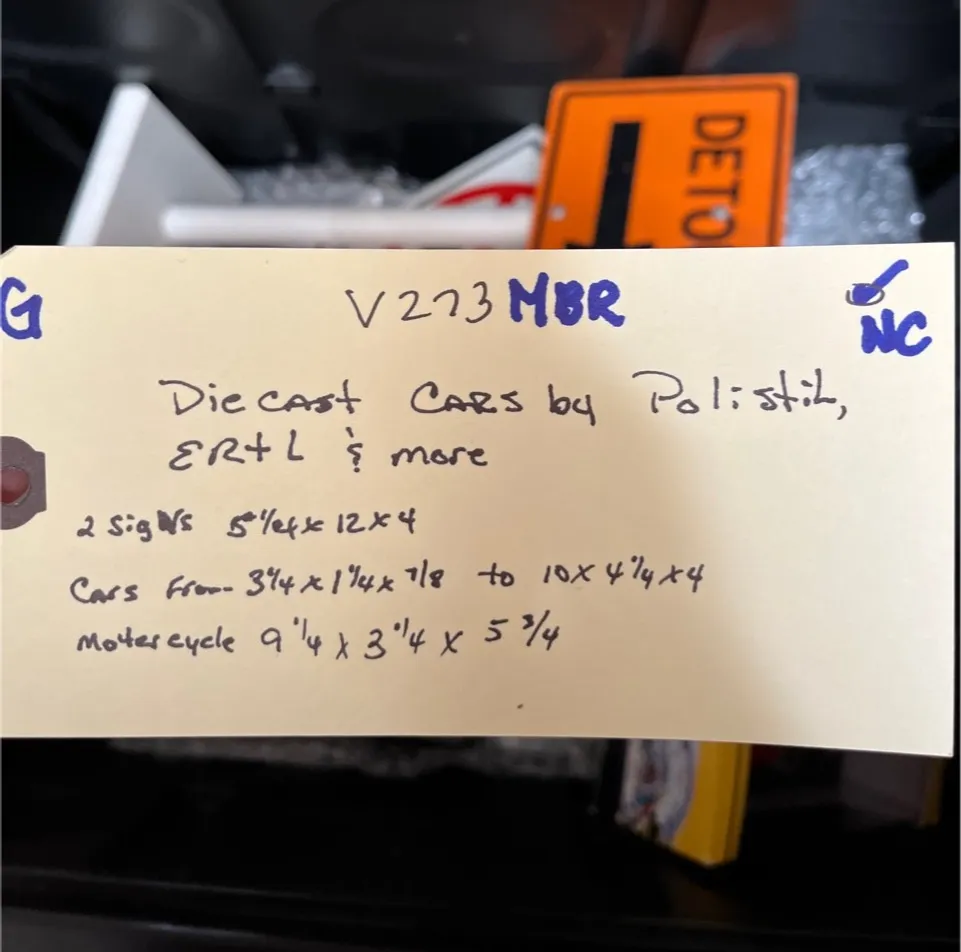 DETO
G V273 MBR NC
Diecast Cars by Polistil,
ERtL & more
2 Signs 5 1/4 x 12 x 4
Cars From 3 1/4 x 1 1/4 x 7/8 to 10 x 4 1/4 x 4
Motercycle 9 1/4 x 3 1/4 x 5 3/4